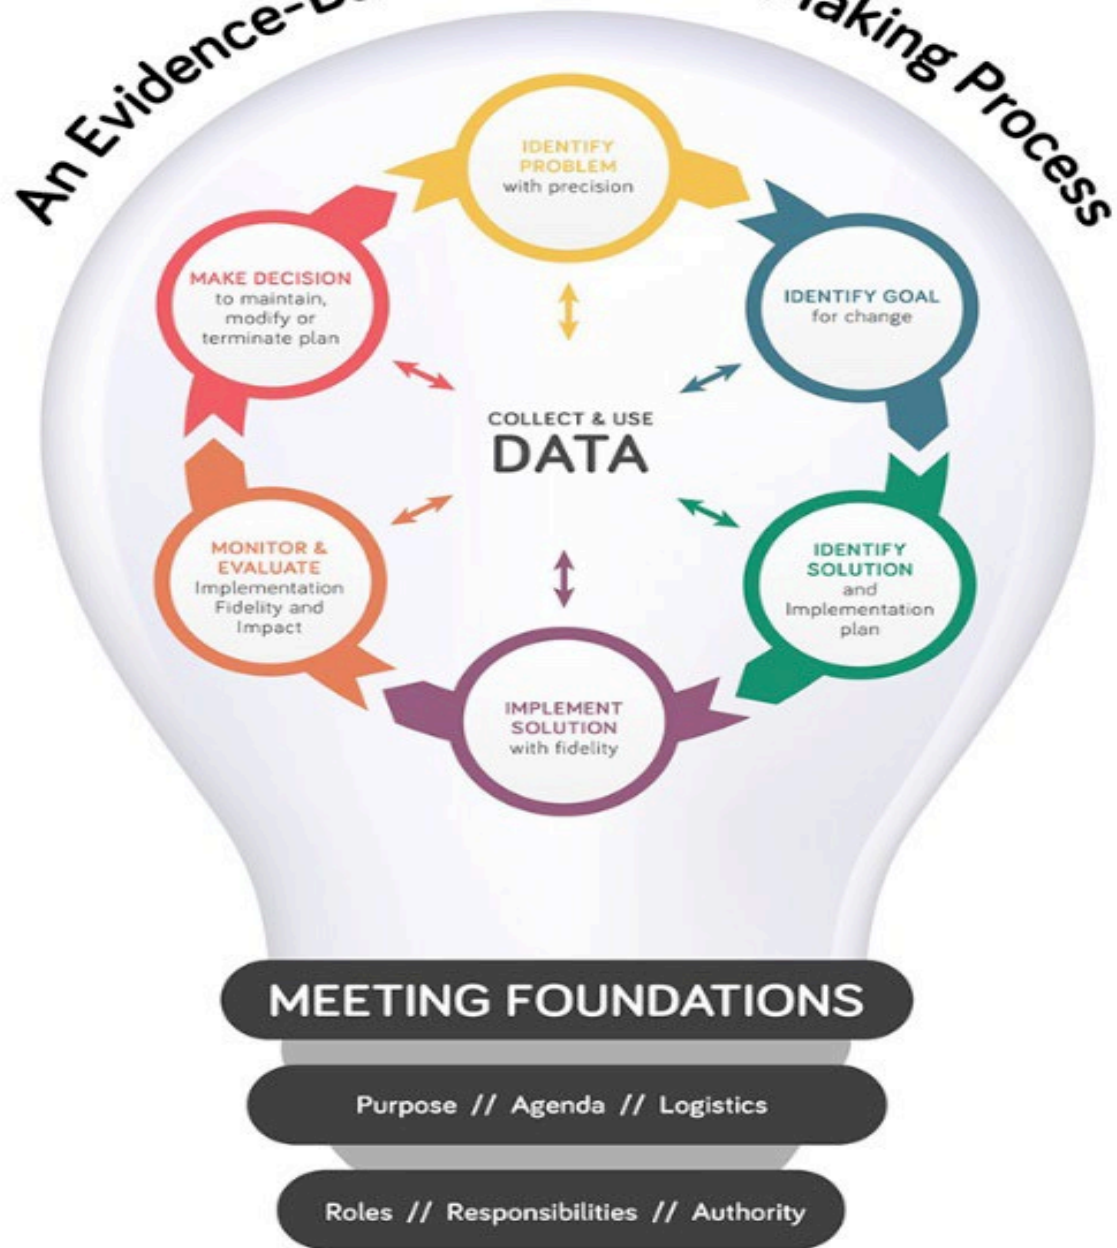 An Evidence-
Making Process
IDENTIFY
PROBLEM
with precision
IDENTIFY GOAL
for change
IDENTIFY
SOLUTION
and
Implementation
plan
IMPLEMENT
SOLUTION
with fidelity
MONITOR &
EVALUATE
Implementation
Fidelity and
Impact
MAKE DECISION
to maintain,
modify or
terminate plan
COLLECT & USE
DATA
MEETING FOUNDATIONS
Purpose // Agenda // Logistics
Roles // Responsibilities // Authority